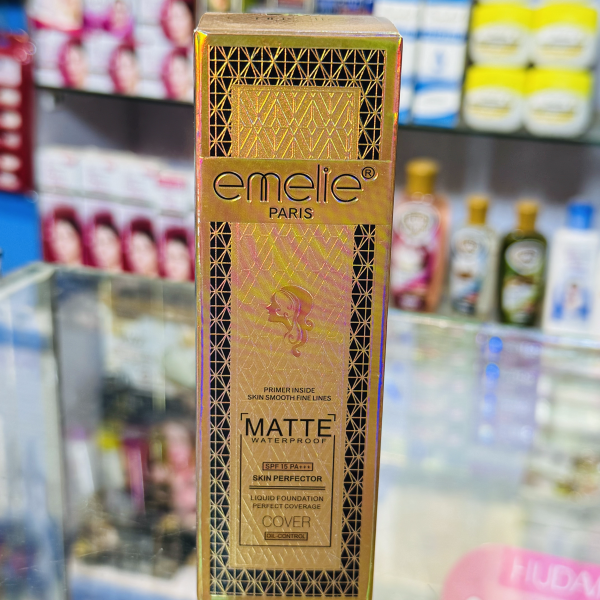 emelie®
PARIS
PRIMER INSIDE
SKIN SMOOTH FINE LINES
MATTE
WATERPROOF
SPF 15 PA+++
SKIN PERFECTOR
LIQUID FOUNDATION
PERFECT COVERAGE
COVER
OIL-CONTROL
HUDA